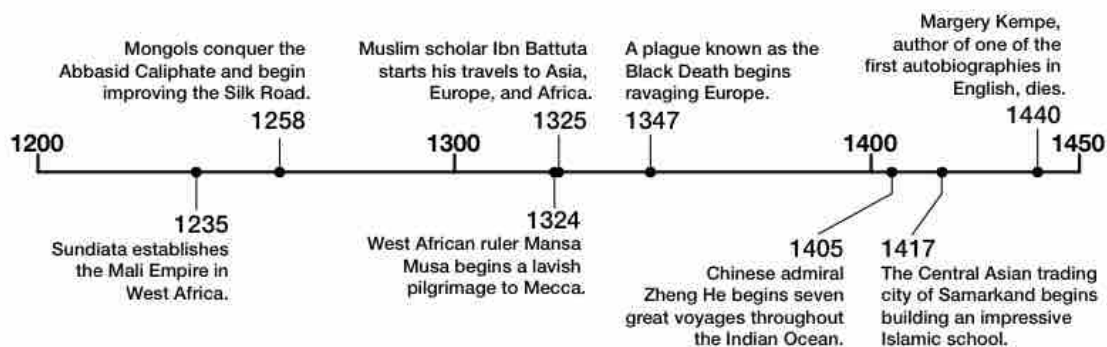 Mongols conquer the
Abbasid Caliphate and begin
improving the Silk Road.
1258
Muslim scholar Ibn Battuta
starts his travels to Asia,
Europe, and Africa.
1325
A plague known as the
Black Death begins
ravaging Europe.
1347
Margery Kempe,
author of one of the
first autobiographies in
English, dies.
1440
1200
1300
1400
1450
1235
Sundiata establishes
the Mali Empire in
West Africa.
1324
West African ruler Mansa
Musa begins a lavish
pilgrimage to Mecca.
1405
Chinese admiral
Zheng He begins seven
great voyages throughout
the Indian Ocean.
1417
The Central Asian trading
city of Samarkand begins
building an impressive
Islamic school.